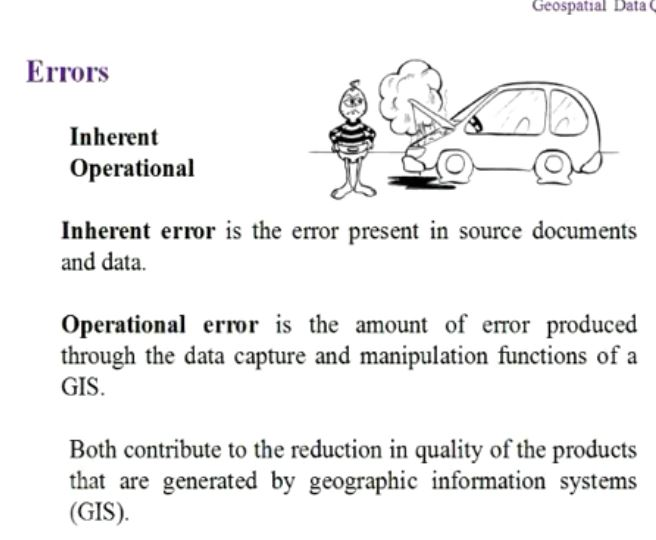 Geospatial Data
Errors
Inherent
Operational
Inherent error is the error present in source documents
and data.
Operational error is the amount of error produced
through the data capture and manipulation functions of a
GIS.
Both contribute to the reduction in quality of the products
that are generated by geographic information systems
(GIS).